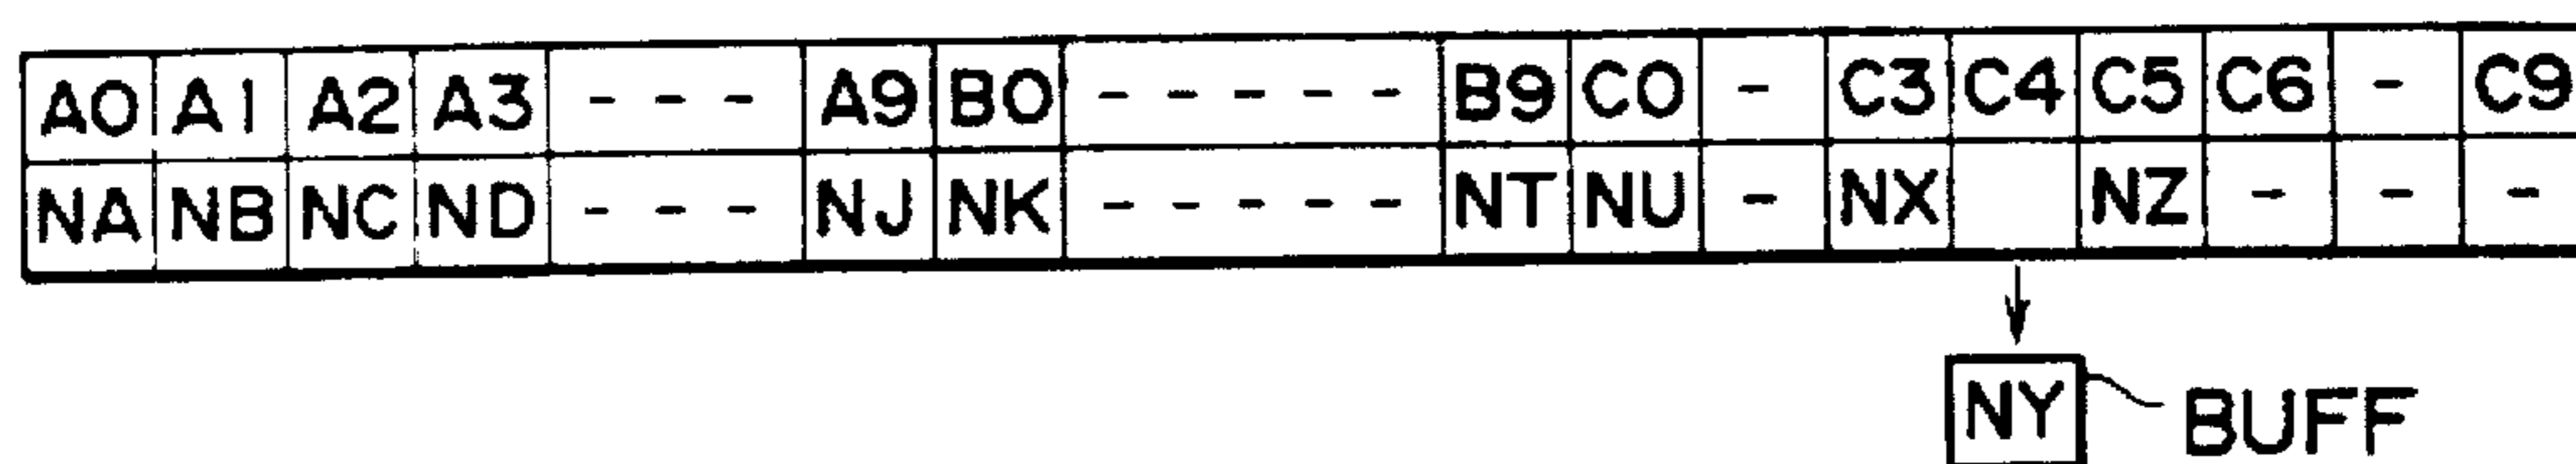 A0 A1 A2 A3 - - - A9 B0 - - - - - B9 C0 - C3 C4 C5 C6 - C9
NA NB NC ND - - - NJ NK - - - - - NT NU - NX NZ - - -
NY BUFF